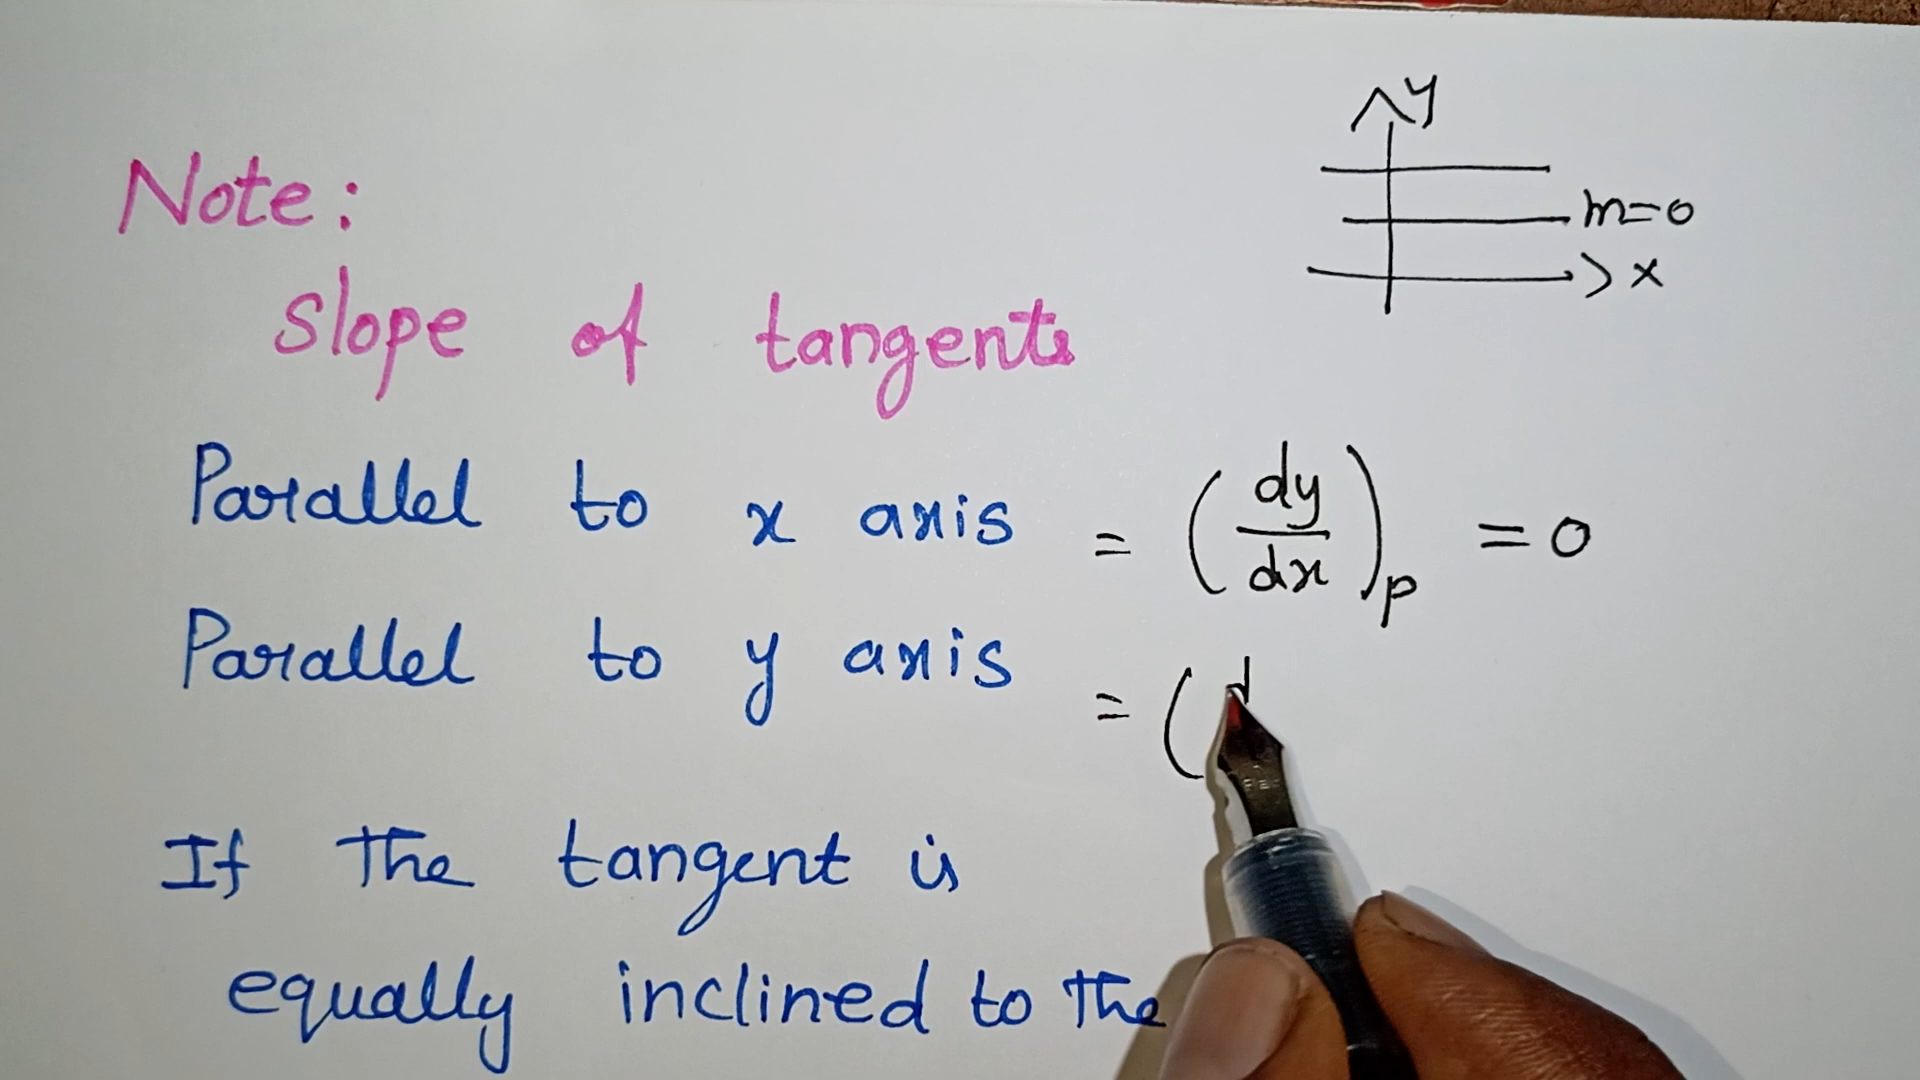 Note:
Slope of tangents
Parallel to x axis = (dy/dx)p = 0
Parallel to y axis = (d
If the tangent is
equally inclined to the
y
m=0
x